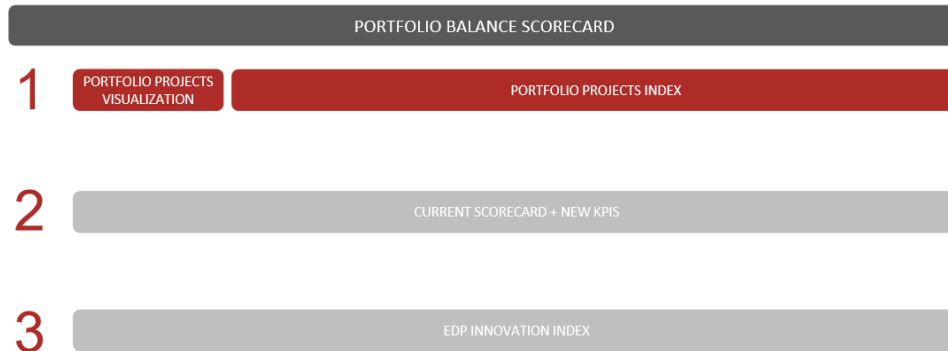 PORTFOLIO BALANCE SCORECARD
1
PORTFOLIO PROJECTS
VISUALIZATION
PORTFOLIO PROJECTS INDEX
2
CURRENT SCORECARD + NEW KPIS
3
EDP INNOVATION INDEX